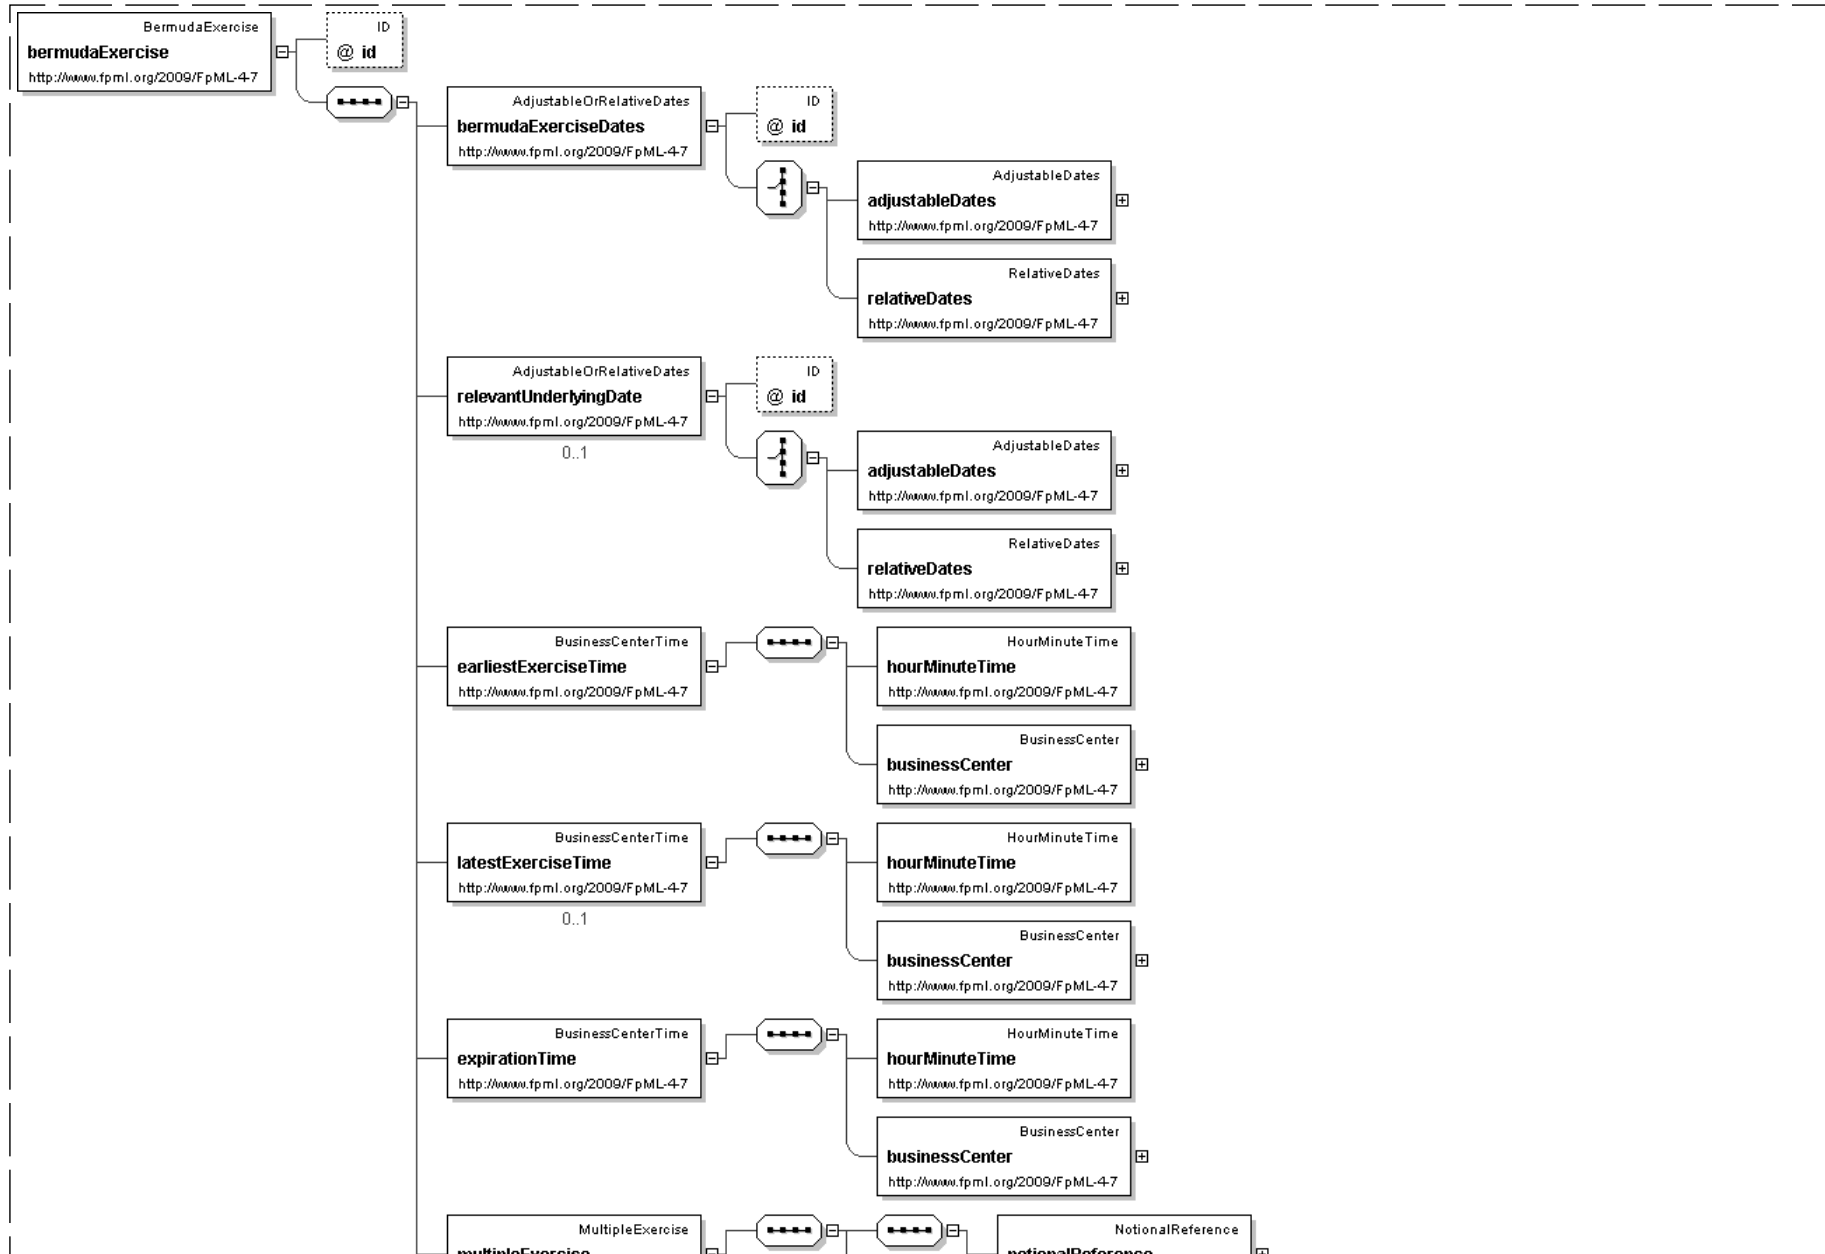 BermudaExercise
bermudaExercise
http://www.fpml.org/2009/FpML-4-7
ID
@ id
AdjustableOrRelativeDates
bermudaExerciseDates
http://www.fpml.org/2009/FpML-4-7
ID
@ id
AdjustableDates
adjustableDates
http://www.fpml.org/2009/FpML-4-7
RelativeDates
relativeDates
http://www.fpml.org/2009/FpML-4-7
AdjustableOrRelativeDates
relevantUnderlyingDate
http://www.fpml.org/2009/FpML-4-7
0..1
ID
@ id
AdjustableDates
adjustableDates
http://www.fpml.org/2009/FpML-4-7
RelativeDates
relativeDates
http://www.fpml.org/2009/FpML-4-7
BusinessCenterTime
earliestExerciseTime
http://www.fpml.org/2009/FpML-4-7
HourMinuteTime
hourMinuteTime
http://www.fpml.org/2009/FpML-4-7
BusinessCenter
businessCenter
http://www.fpml.org/2009/FpML-4-7
BusinessCenterTime
latestExerciseTime
http://www.fpml.org/2009/FpML-4-7
0..1
HourMinuteTime
hourMinuteTime
http://www.fpml.org/2009/FpML-4-7
BusinessCenter
businessCenter
http://www.fpml.org/2009/FpML-4-7
BusinessCenterTime
expirationTime
http://www.fpml.org/2009/FpML-4-7
HourMinuteTime
hourMinuteTime
http://www.fpml.org/2009/FpML-4-7
BusinessCenter
businessCenter
http://www.fpml.org/2009/FpML-4-7
MultipleExercise
multipleExercise
NotionalReference
notionalReference